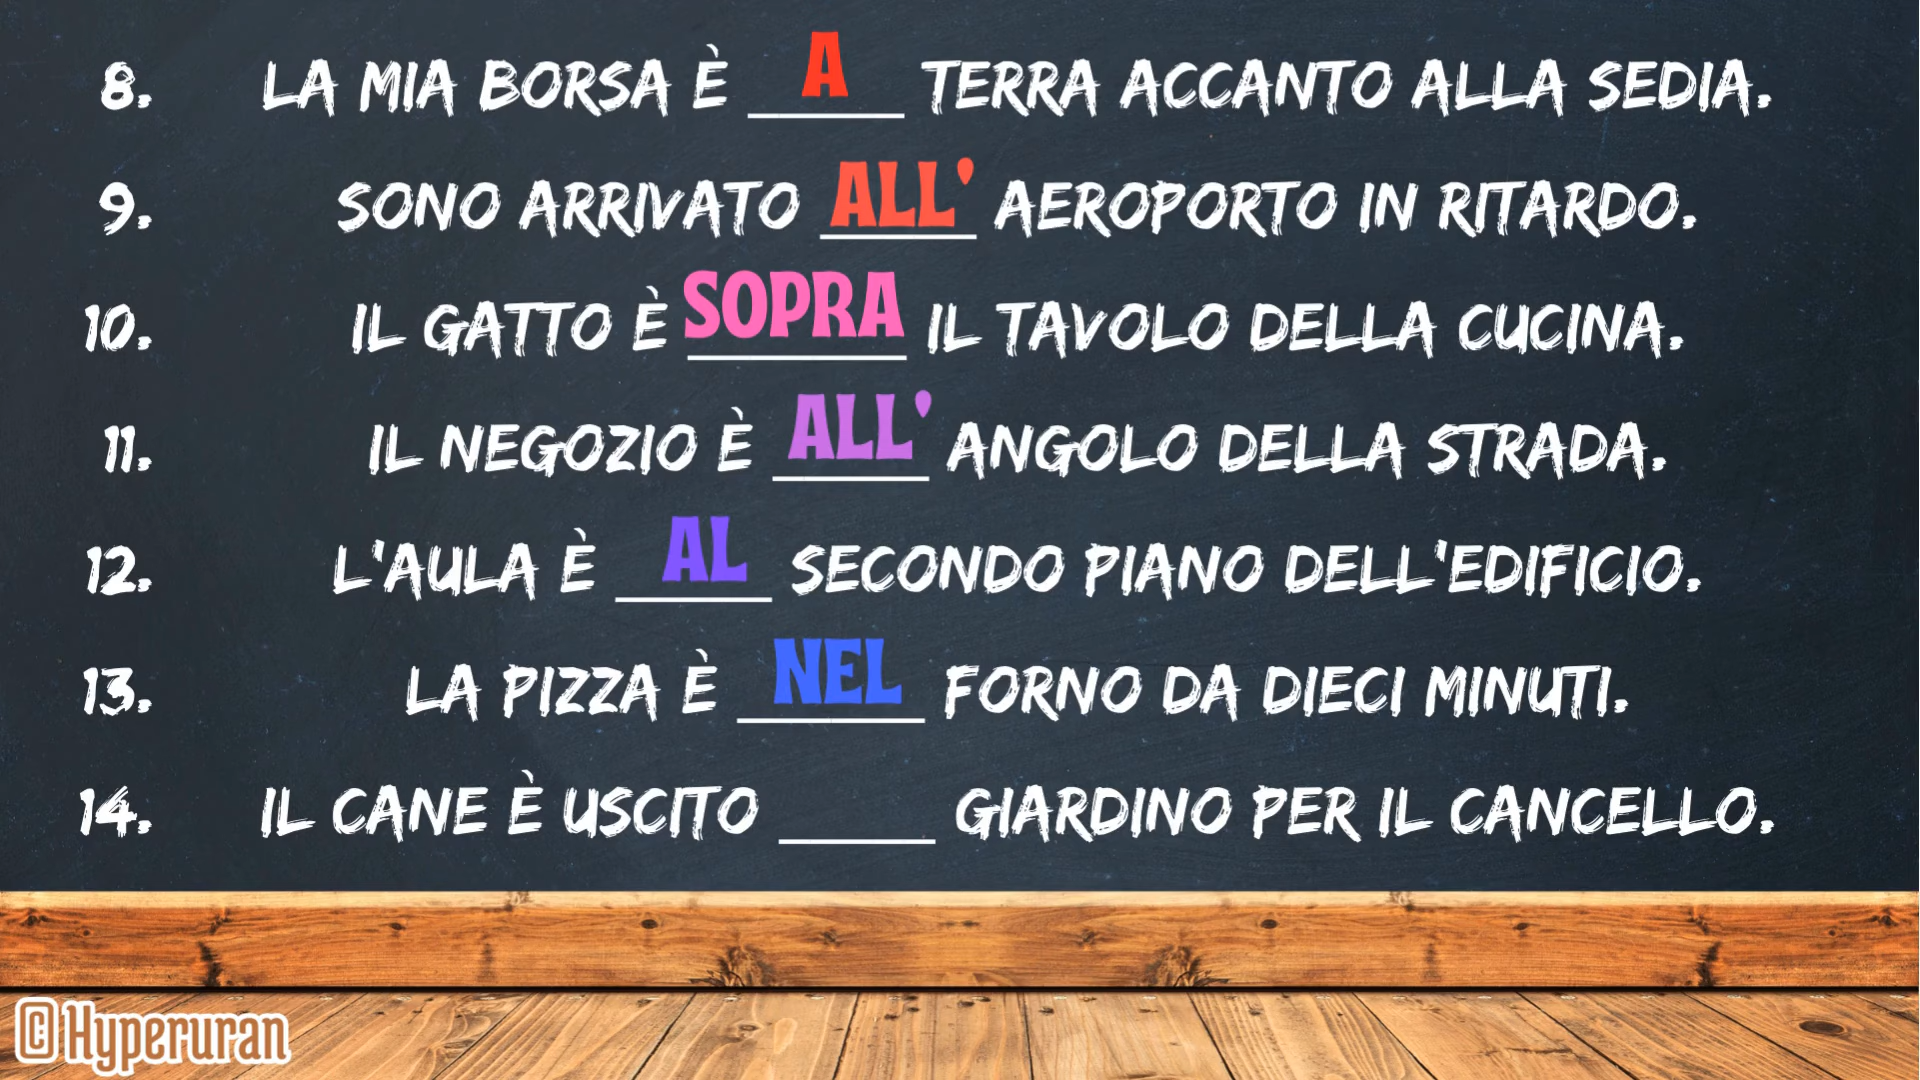 8. LA MIA BORSA È A TERRA ACCANTO ALLA SEDIA.
9. SONO ARRIVATO ALL' AEROPORTO IN RITARDO.
10. IL GATTO È SOPRA IL TAVOLO DELLA CUCINA.
11. IL NEGOZIO È ALL' ANGOLO DELLA STRADA.
12. L'AULA È AL SECONDO PIANO DELL'EDIFICIO.
13. LA PIZZA È NEL FORNO DA DIECI MINUTI.
14. IL CANE È USCITO ____ GIARDINO PER IL CANCELLO.
©Hyperuran